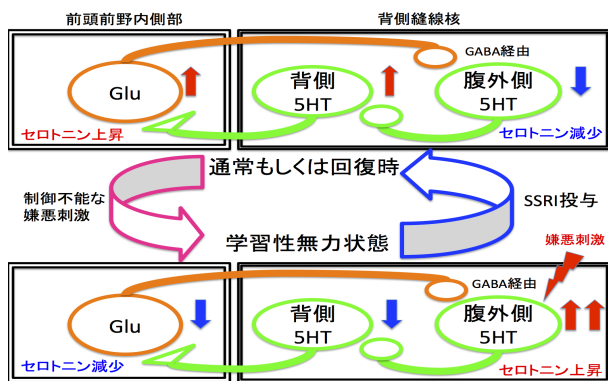 前頭前野内側部
背側縫線核
GABA経由
Glu
背側
5HT
腹外側
5HT
セロトニン上昇
セロトニン減少
通常もしくは回復時
制御不能な
嫌悪刺激
SSRI投与
学習性無力状態
嫌悪刺激
GABA経由
Glu
背側
5HT
腹外側
5HT
セロトニン減少
セロトニン上昇